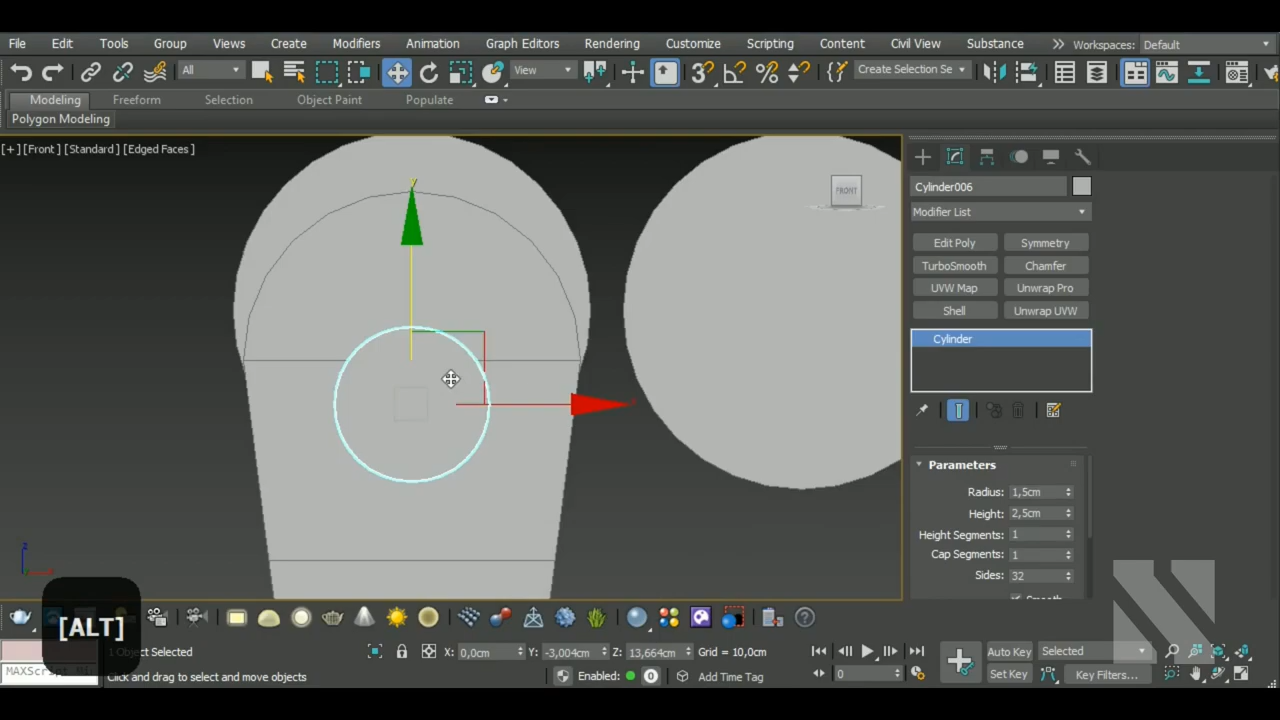 File Edit Tools Group Views Create Modifiers Animation Graph Editors Rendering Customize Scripting Content Civil View Substance Workspaces: Default
All View Create Selection Se
Modeling Freeform Selection Object Paint Populate
Polygon Modeling
[+] [Front] [Standard] [Edged Faces]
FRONT
Cylinder006
Modifier List
Edit Poly Symmetry
TurboSmooth Chamfer
UVW Map Unwrap Pro
Shell Unwrap UVW
Cylinder
Parameters
Radius: 1,5cm
Height: 2,5cm
Height Segments: 1
Cap Segments: 1
Sides: 32
Smooth
y
x
z
[ALT]
1 Object Selected X: 0,0cm Y: -3,004cm Z: 13,664cm Grid = 10,0cm Auto Key Selected
MAXScript Mi
Click and drag to select and move objects Enabled: 0 Add Time Tag 0 Set Key Key Filters...